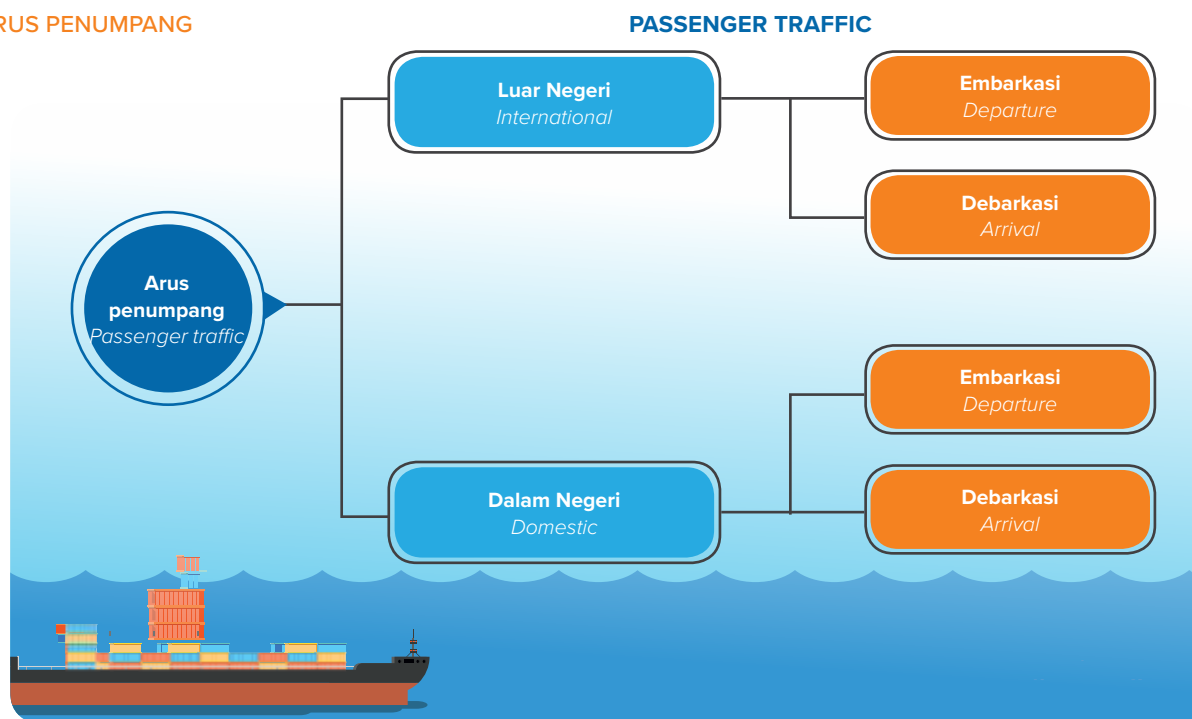 RUS PENUMPANG
PASSENGER TRAFFIC
Luar Negeri
International
Embarkasi
Departure
Debarkasi
Arrival
Arus
penumpang
Passenger traffic
Embarkasi
Departure
Dalam Negeri
Domestic
Debarkasi
Arrival